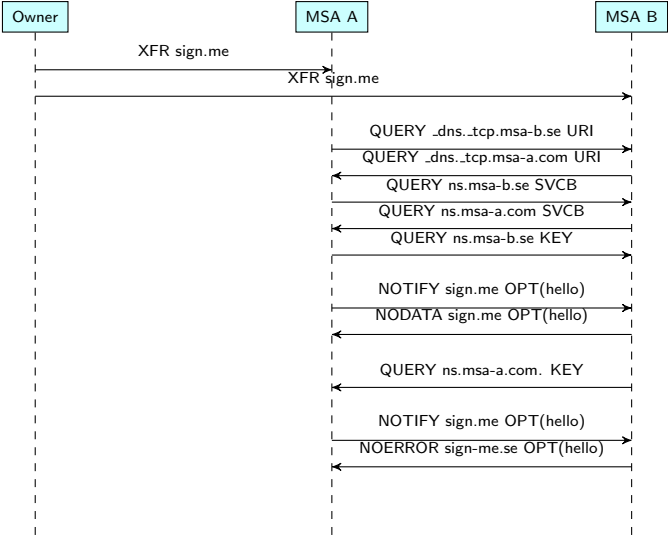 Owner
MSA A
MSA B
XFR sign.me
XFR sign.me
QUERY _dns._tcp.msa-b.se URI
QUERY _dns._tcp.msa-a.com URI
QUERY ns.msa-b.se SVCB
QUERY ns.msa-a.com SVCB
QUERY ns.msa-b.se KEY
NOTIFY sign.me OPT(hello)
NODATA sign.me OPT(hello)
QUERY ns.msa-a.com. KEY
NOTIFY sign.me OPT(hello)
NOERROR sign-me.se OPT(hello)